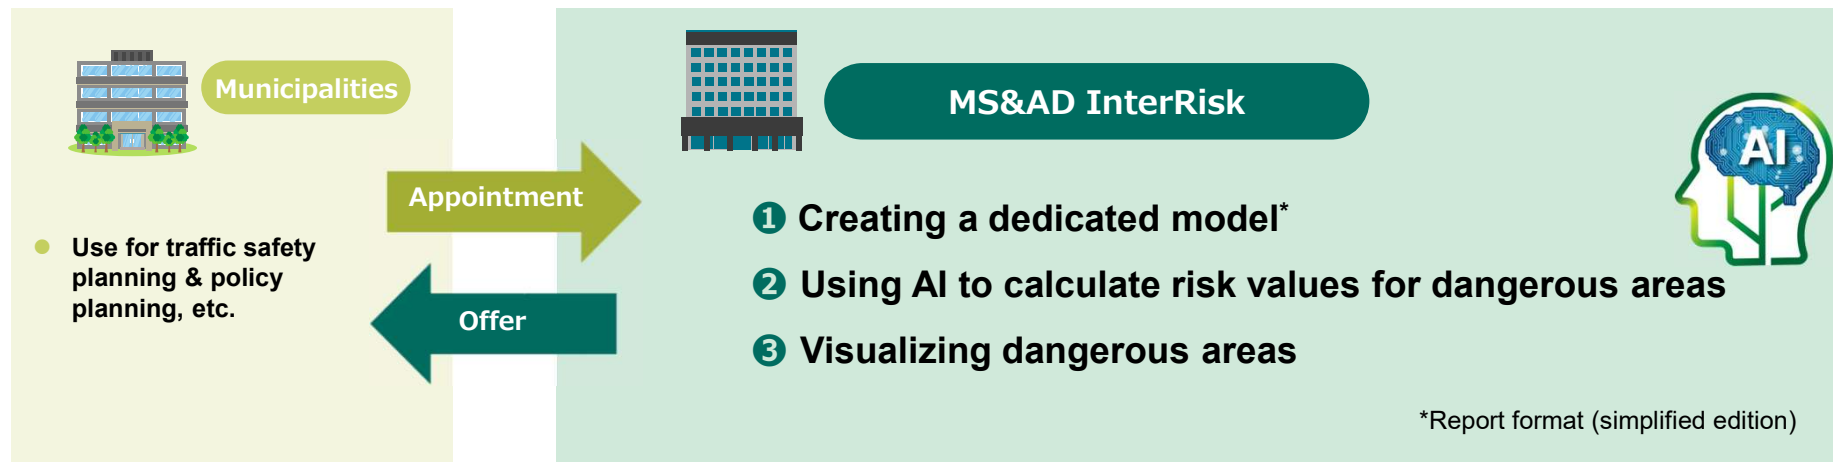 Municipalities
MS&AD InterRisk
AI
Appointment
● Use for traffic safety
planning & policy
planning, etc.
Offer
❶ Creating a dedicated model*
❷ Using AI to calculate risk values for dangerous areas
❸ Visualizing dangerous areas
*Report format (simplified edition)